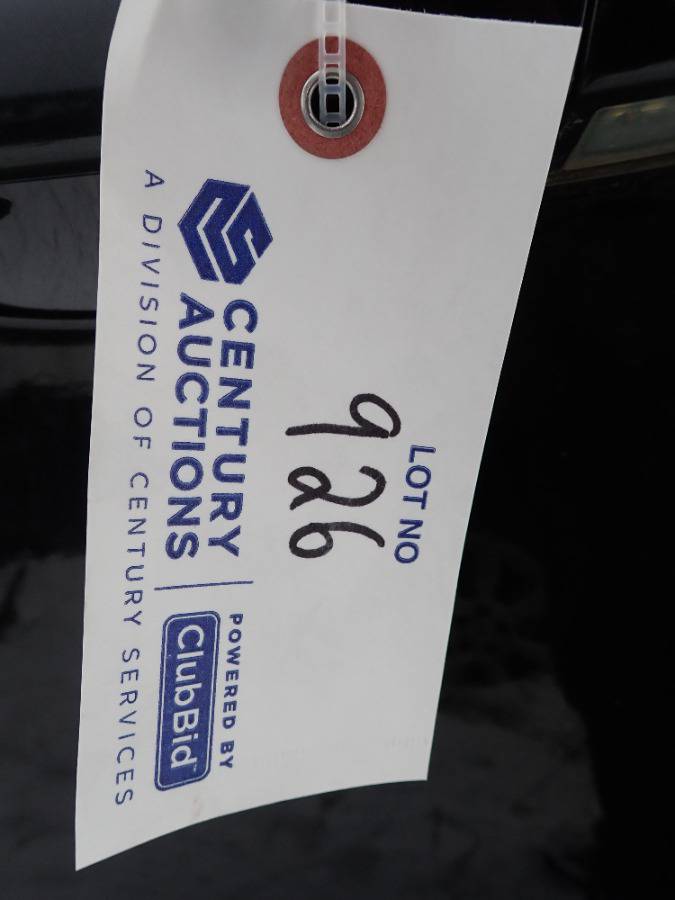 LOT NO
926
CENTURY
AUCTIONS
POWERED BY
ClubBid
A DIVISION OF CENTURY SERVICES